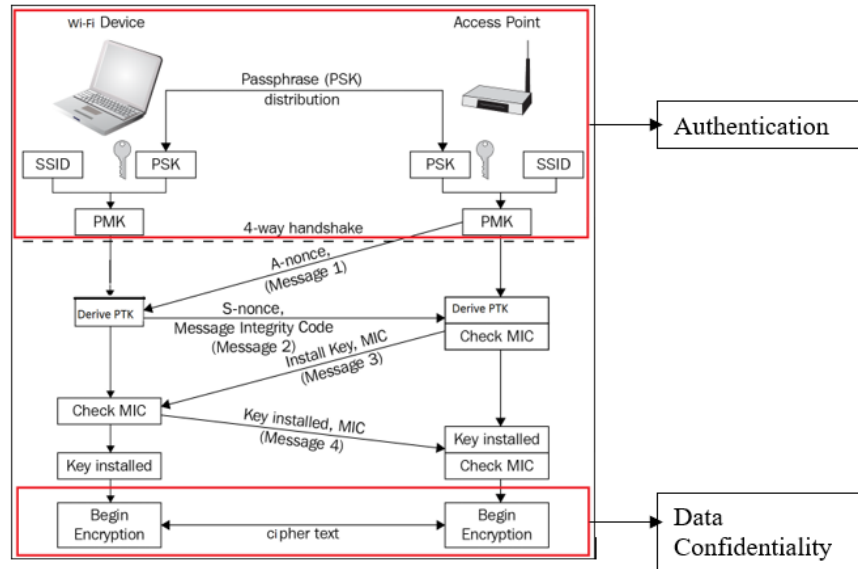 Wi-Fi Device
Access Point
Passphrase (PSK)
distribution
Authentication
SSID
PSK
PSK
SSID
PMK
4-way handshake
PMK
A-nonce,
(Message 1)
Derive PTK
S-nonce,
Message Integrity Code
(Message 2)
Derive PTK
Check MIC
Install Key, MIC
(Message 3)
Check MIC
Key installed, MIC
(Message 4)
Key installed
Key installed
Check MIC
Begin
Encryption
cipher text
Begin
Encryption
Data
Confidentiality